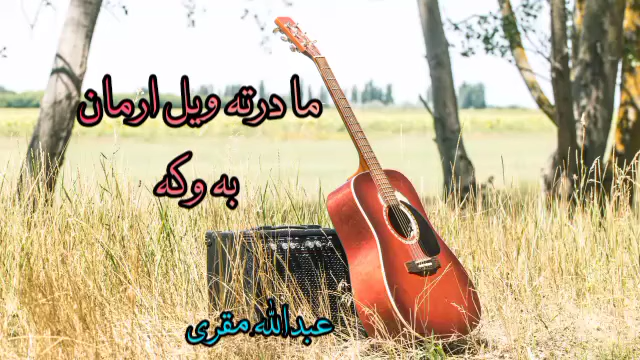 ما درته ویل ارمان
به وکه
عبدالله مقری